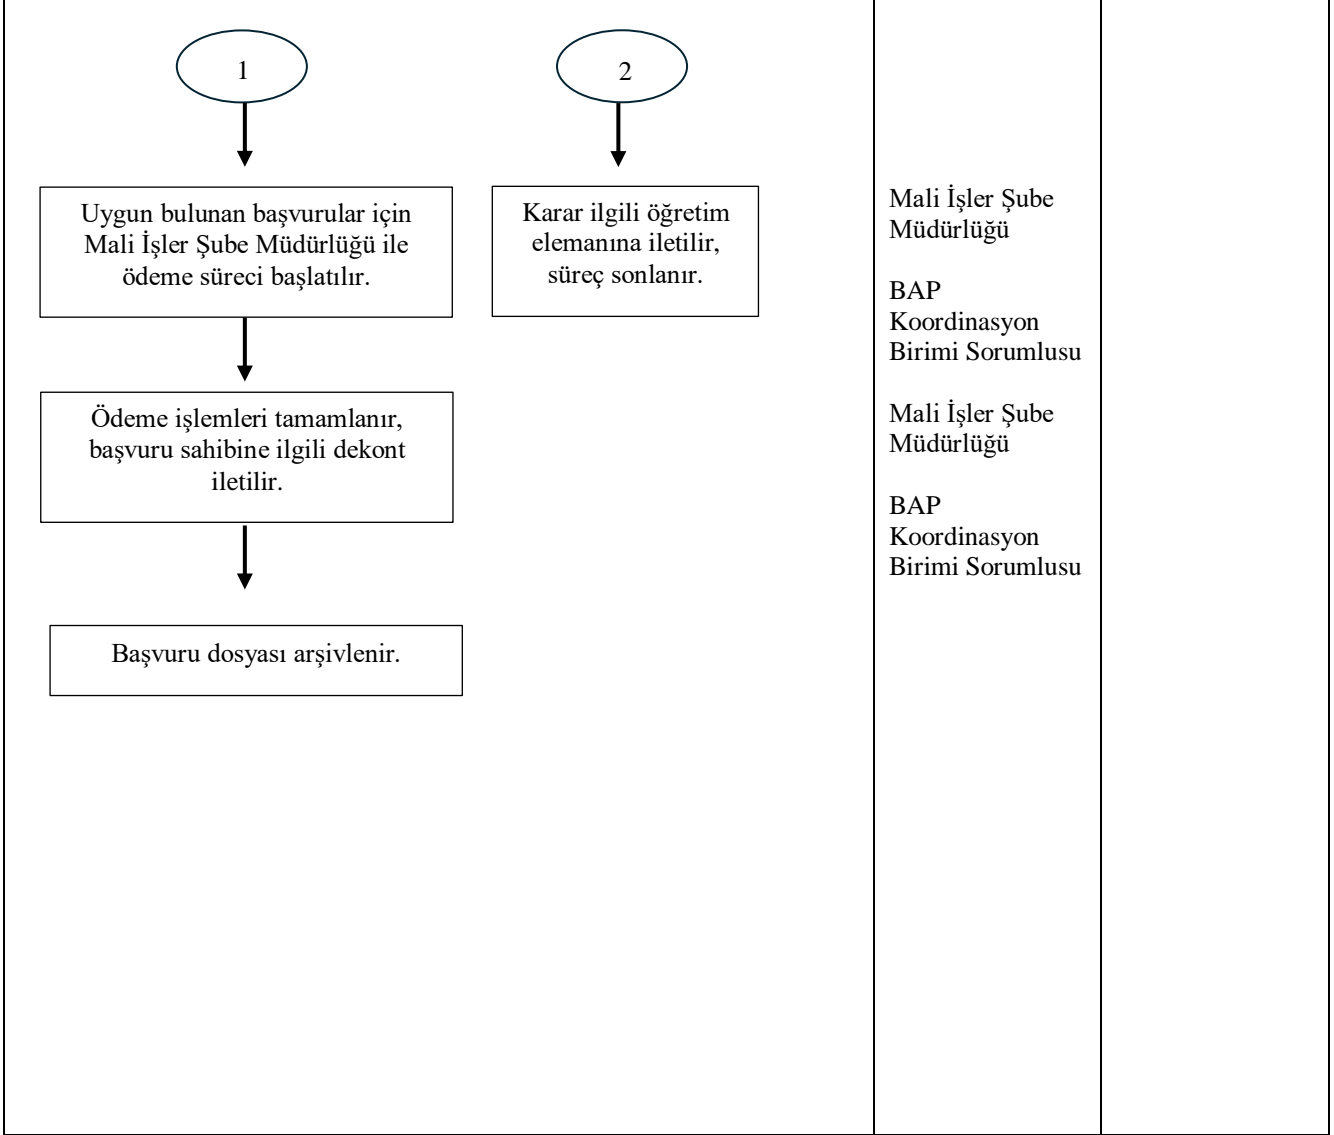 1
2
Uygun bulunan başvurular için
Mali İşler Şube Müdürlüğü ile
ödeme süreci başlatılır.
Karar ilgili öğretim
elemanına iletilir,
süreç sonlanır.
Ödeme işlemleri tamamlanır,
başvuru sahibine ilgili dekont
iletilir.
Başvuru dosyası arşivlenir.
Mali İşler Şube
Müdürlüğü
BAP
Koordinasyon
Birimi Sorumlusu
Mali İşler Şube
Müdürlüğü
BAP
Koordinasyon
Birimi Sorumlusu